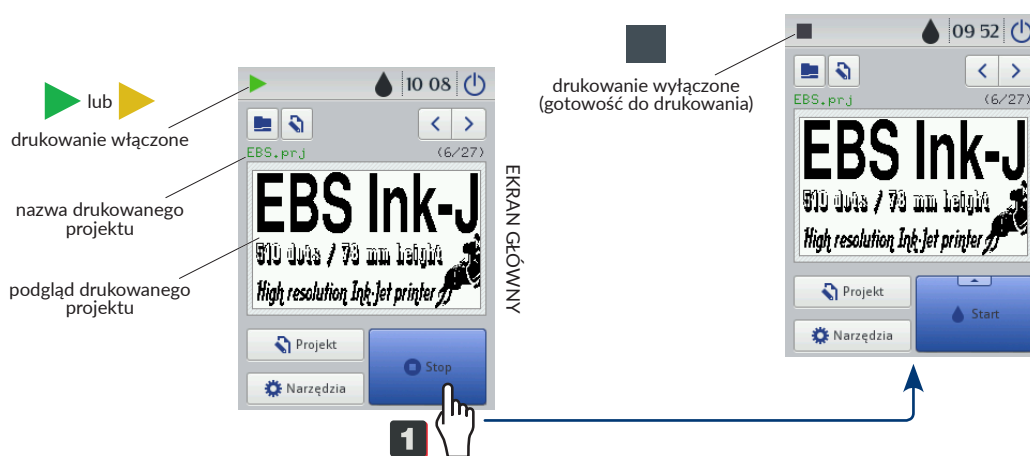 lub
drukowanie włączone
nazwa drukowanego
projektu
podgląd drukowanego
projektu
10 08
EBS.prj
(6/27)
EBS Ink-J
510 dots / 73 mm height
High resolution Ink-Jet printer
Projekt
Narzędzia
Stop
1
EKRAN GŁÓWNY
drukowanie wyłączone
(gotowość do drukowania)
09 52
EBS.prj
(6/27)
EBS Ink-J
510 dots / 73 mm height
High resolution Ink-Jet printer
Projekt
Narzędzia
Start